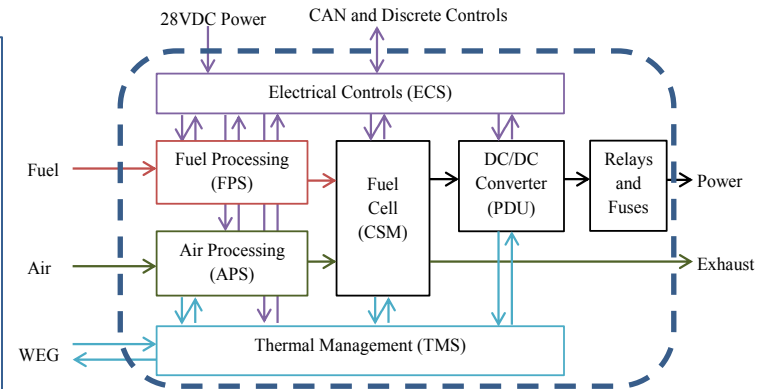 28VDC Power
CAN and Discrete Controls
Electrical Controls (ECS)
Fuel
Fuel Processing
(FPS)
Fuel
Cell
(CSM)
DC/DC
Converter
(PDU)
Relays
and
Fuses
Power
Air
Air Processing
(APS)
Exhaust
WEG
Thermal Management (TMS)